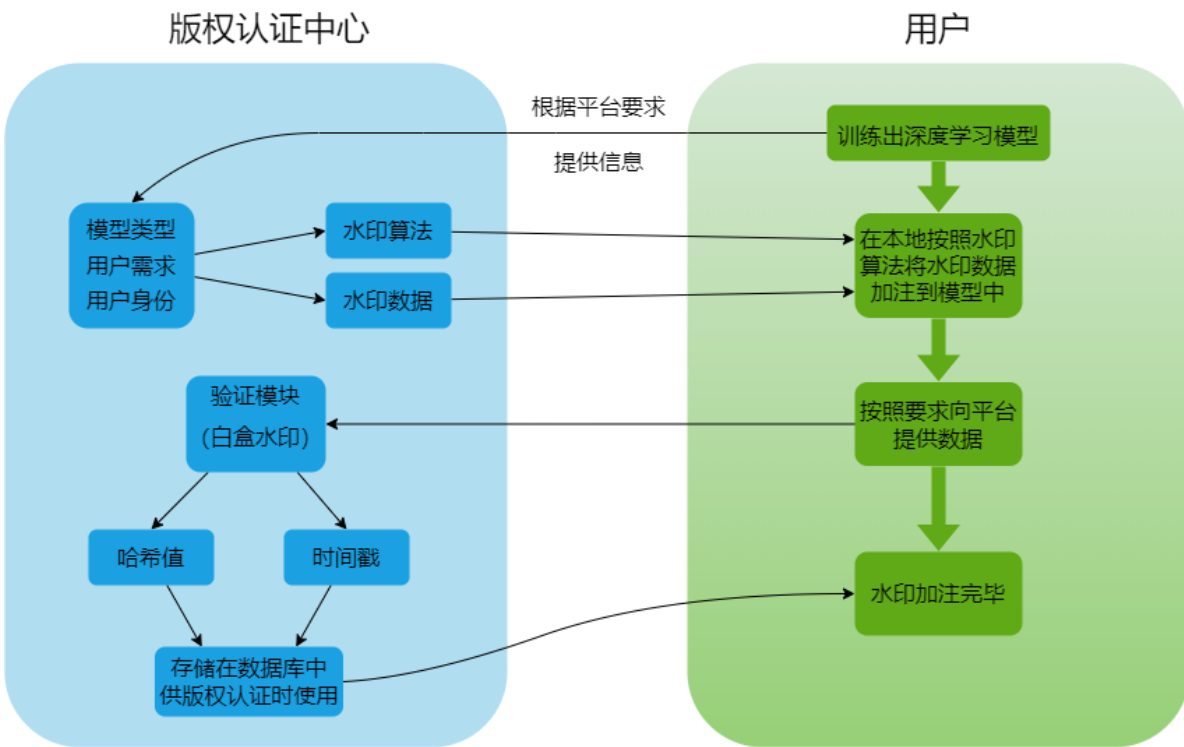 版权认证中心
用户
根据平台要求
提供信息
训练出深度学习模型
模型类型
用户需求
用户身份
水印算法
水印数据
在本地按照水印
算法将水印数据
加注到模型中
验证模块
(白盒水印)
按照要求向平台
提供数据
哈希值
时间戳
水印加注完毕
存储在数据库中
供版权认证时使用